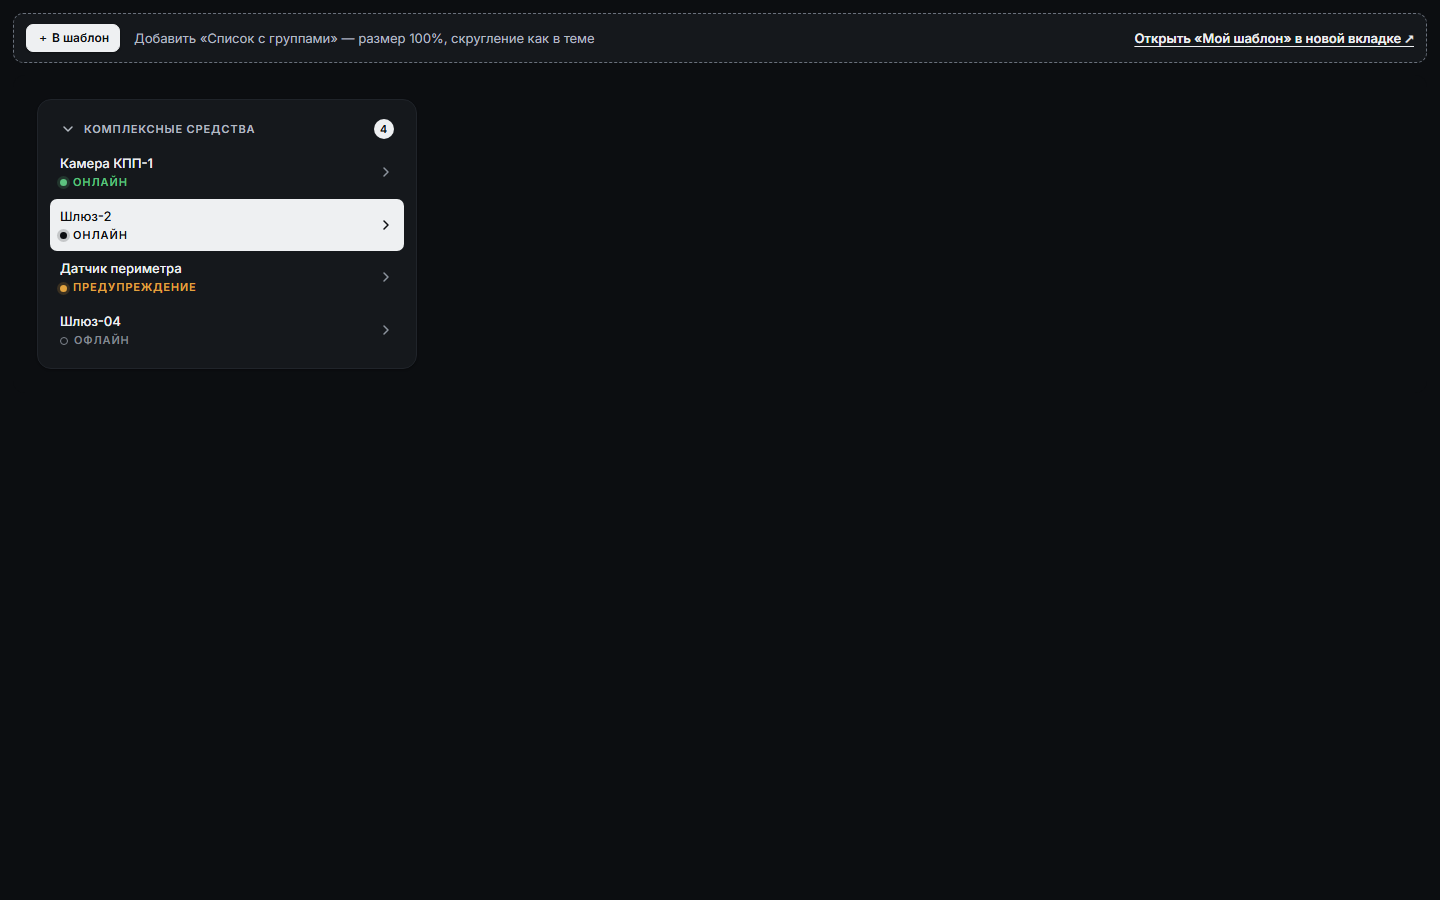 + В шаблон
Добавить «Список с группами» — размер 100%, скругление как в теме
Открыть «Мой шаблон» в новой вкладке ↗
КОМПЛЕКСНЫЕ СРЕДСТВА
4
Камера КПП-1
ОНЛАЙН
Шлюз-2
ОНЛАЙН
Датчик периметра
ПРЕДУПРЕЖДЕНИЕ
Шлюз-04
ОФЛАЙН